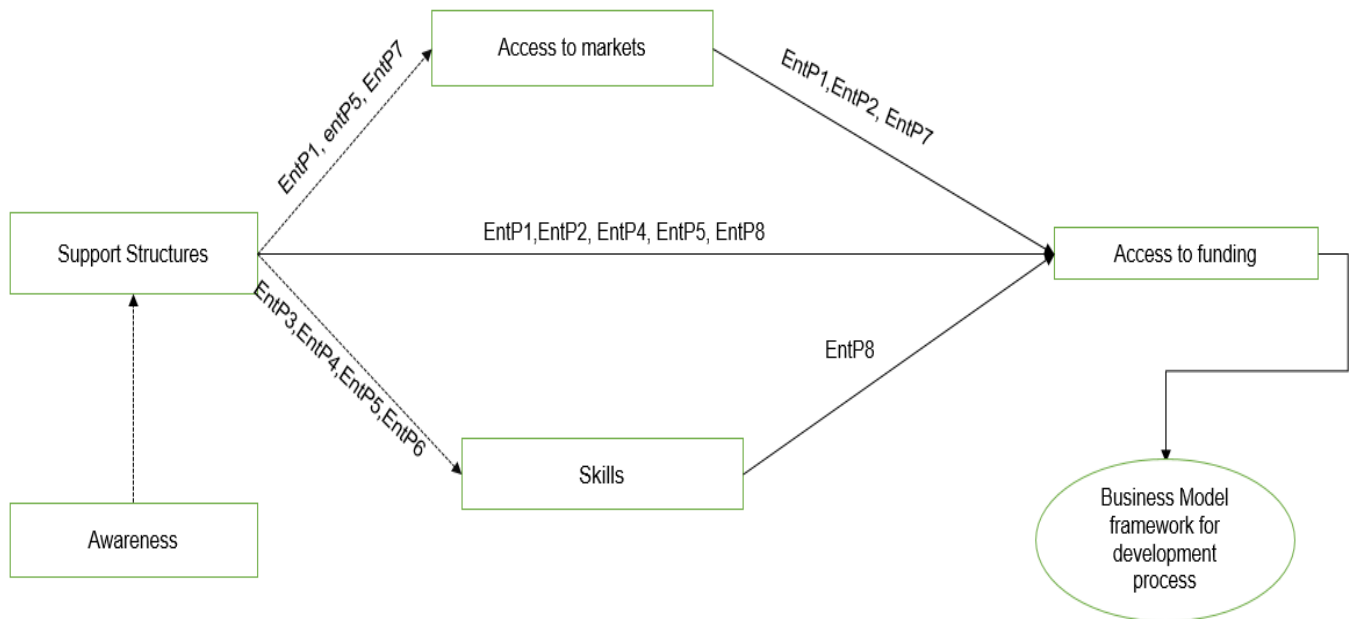 Access to markets
EntP1, entP5, EntP7
EntP1,EntP2, EntP7
Support Structures
EntP1,EntP2, EntP4, EntP5, EntP8
Access to funding
EntP3,EntP4,EntP5,EntP6
EntP8
Skills
Awareness
Business Model
framework for
development
process